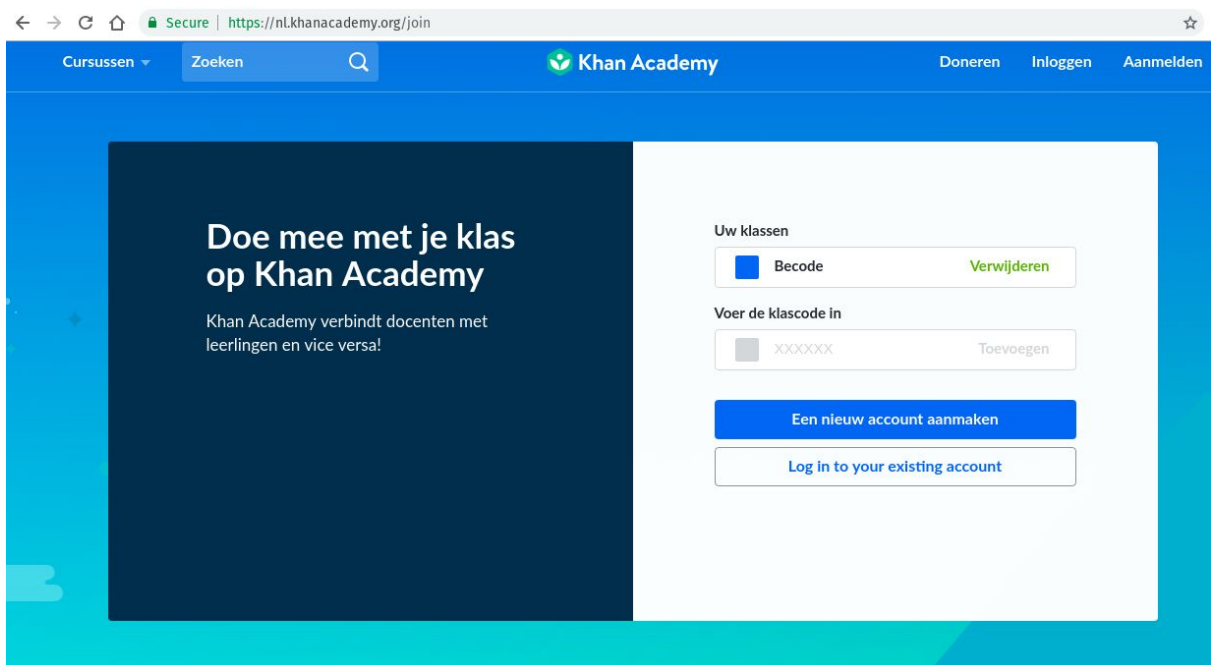 Secure | https://nl.khanacademy.org/join
Cursussen Zoeken Khan Academy Doneren Inloggen Aanmelden
Doe mee met je klas
op Khan Academy
Khan Academy verbindt docenten met
leerlingen en vice versa!
Uw klassen
Becode Verwijderen
Voer de klascode in
XXXXXX Toevoegen
Een nieuw account aanmaken
Log in to your existing account